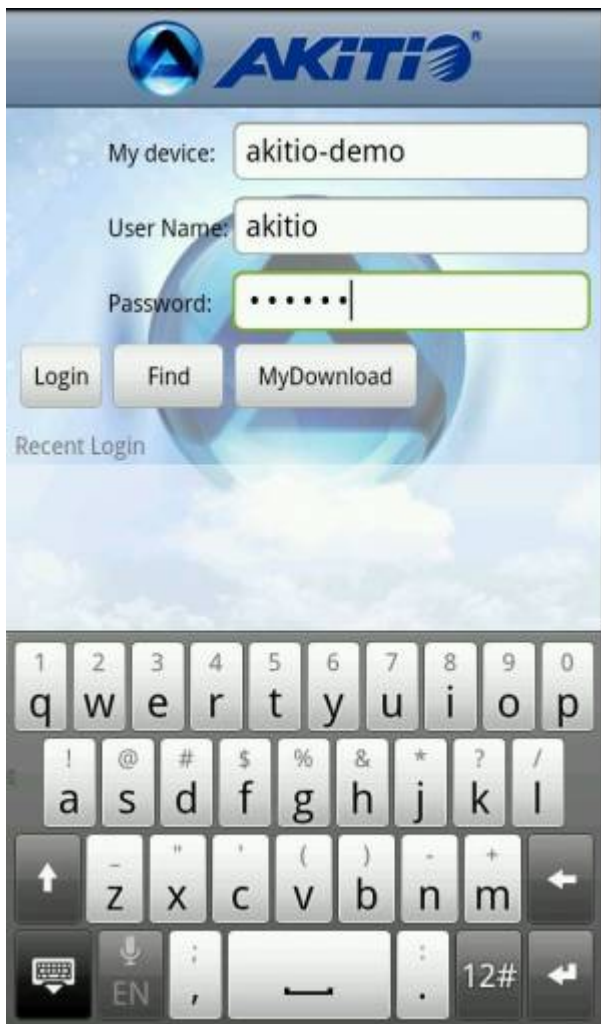 AKiTiO®
My device: akitio-demo
User Name: akitio
Password: ••••••
Login Find MyDownload
Recent Login
1 2 3 4 5 6 7 8 9 0
q w e r t y u i o p
! @ # $ % & * ? /
a s d f g h j k l
_ " ' ( ) - +
z x c v b n m
; :
EN , . 12#